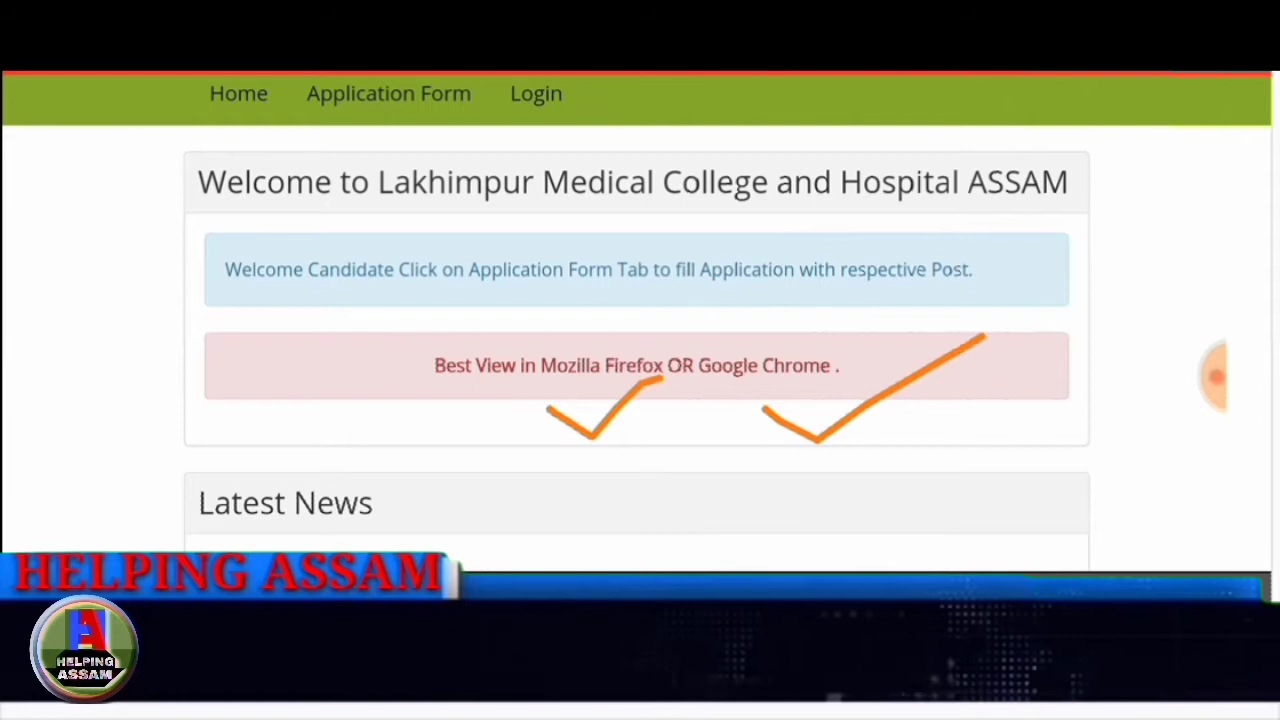 Home Application Form Login
Welcome to Lakhimpur Medical College and Hospital ASSAM
Welcome Candidate Click on Application Form Tab to fill Application with respective Post.
Best View in Mozilla Firefox OR Google Chrome .
Latest News
HELPING ASSAM
HELPING
ASSAM